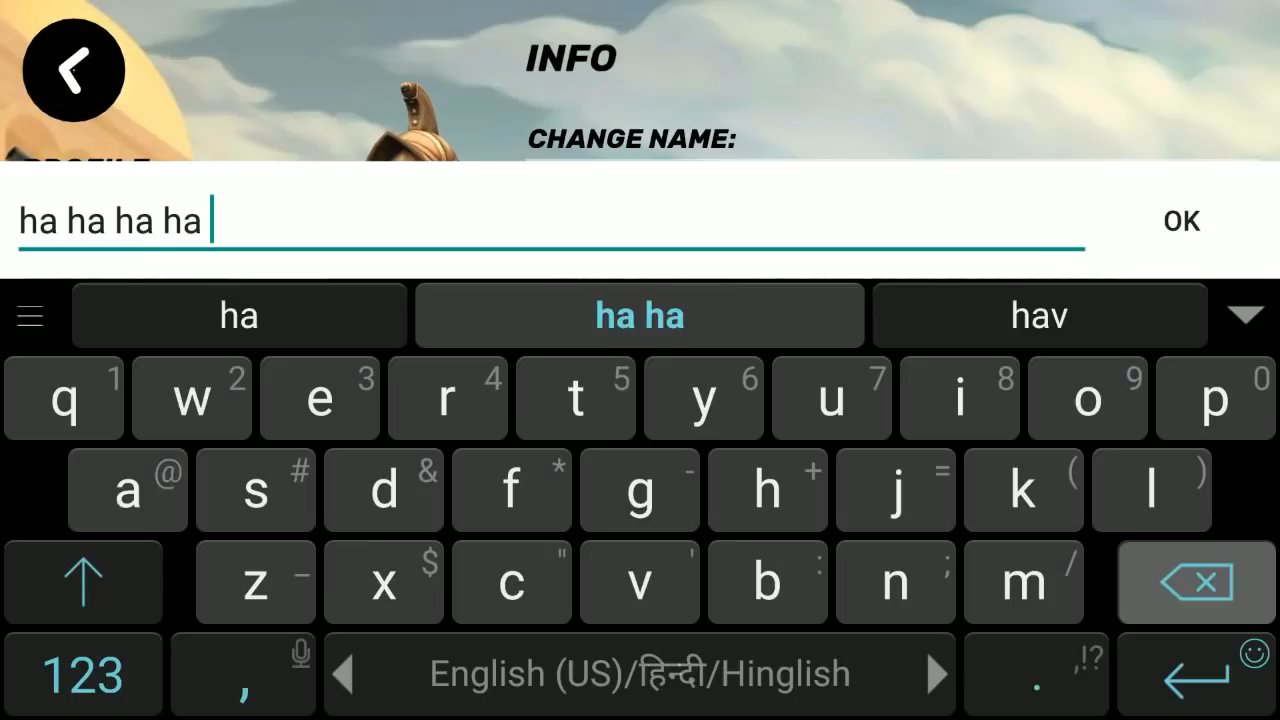 INFO
CHANGE NAME:
PROFILE
ha ha ha ha
OK
ha
ha ha
hav
q 1 w 2 e 3 r 4 t 5 y 6 u 7 i 8 o 9 p 0
a @ s # d & f * g - h + j = k ( l )
z _ x $ c " v ' b : n ; m /
123 , English (US)/हिन्दी/Hinglish . ,!?